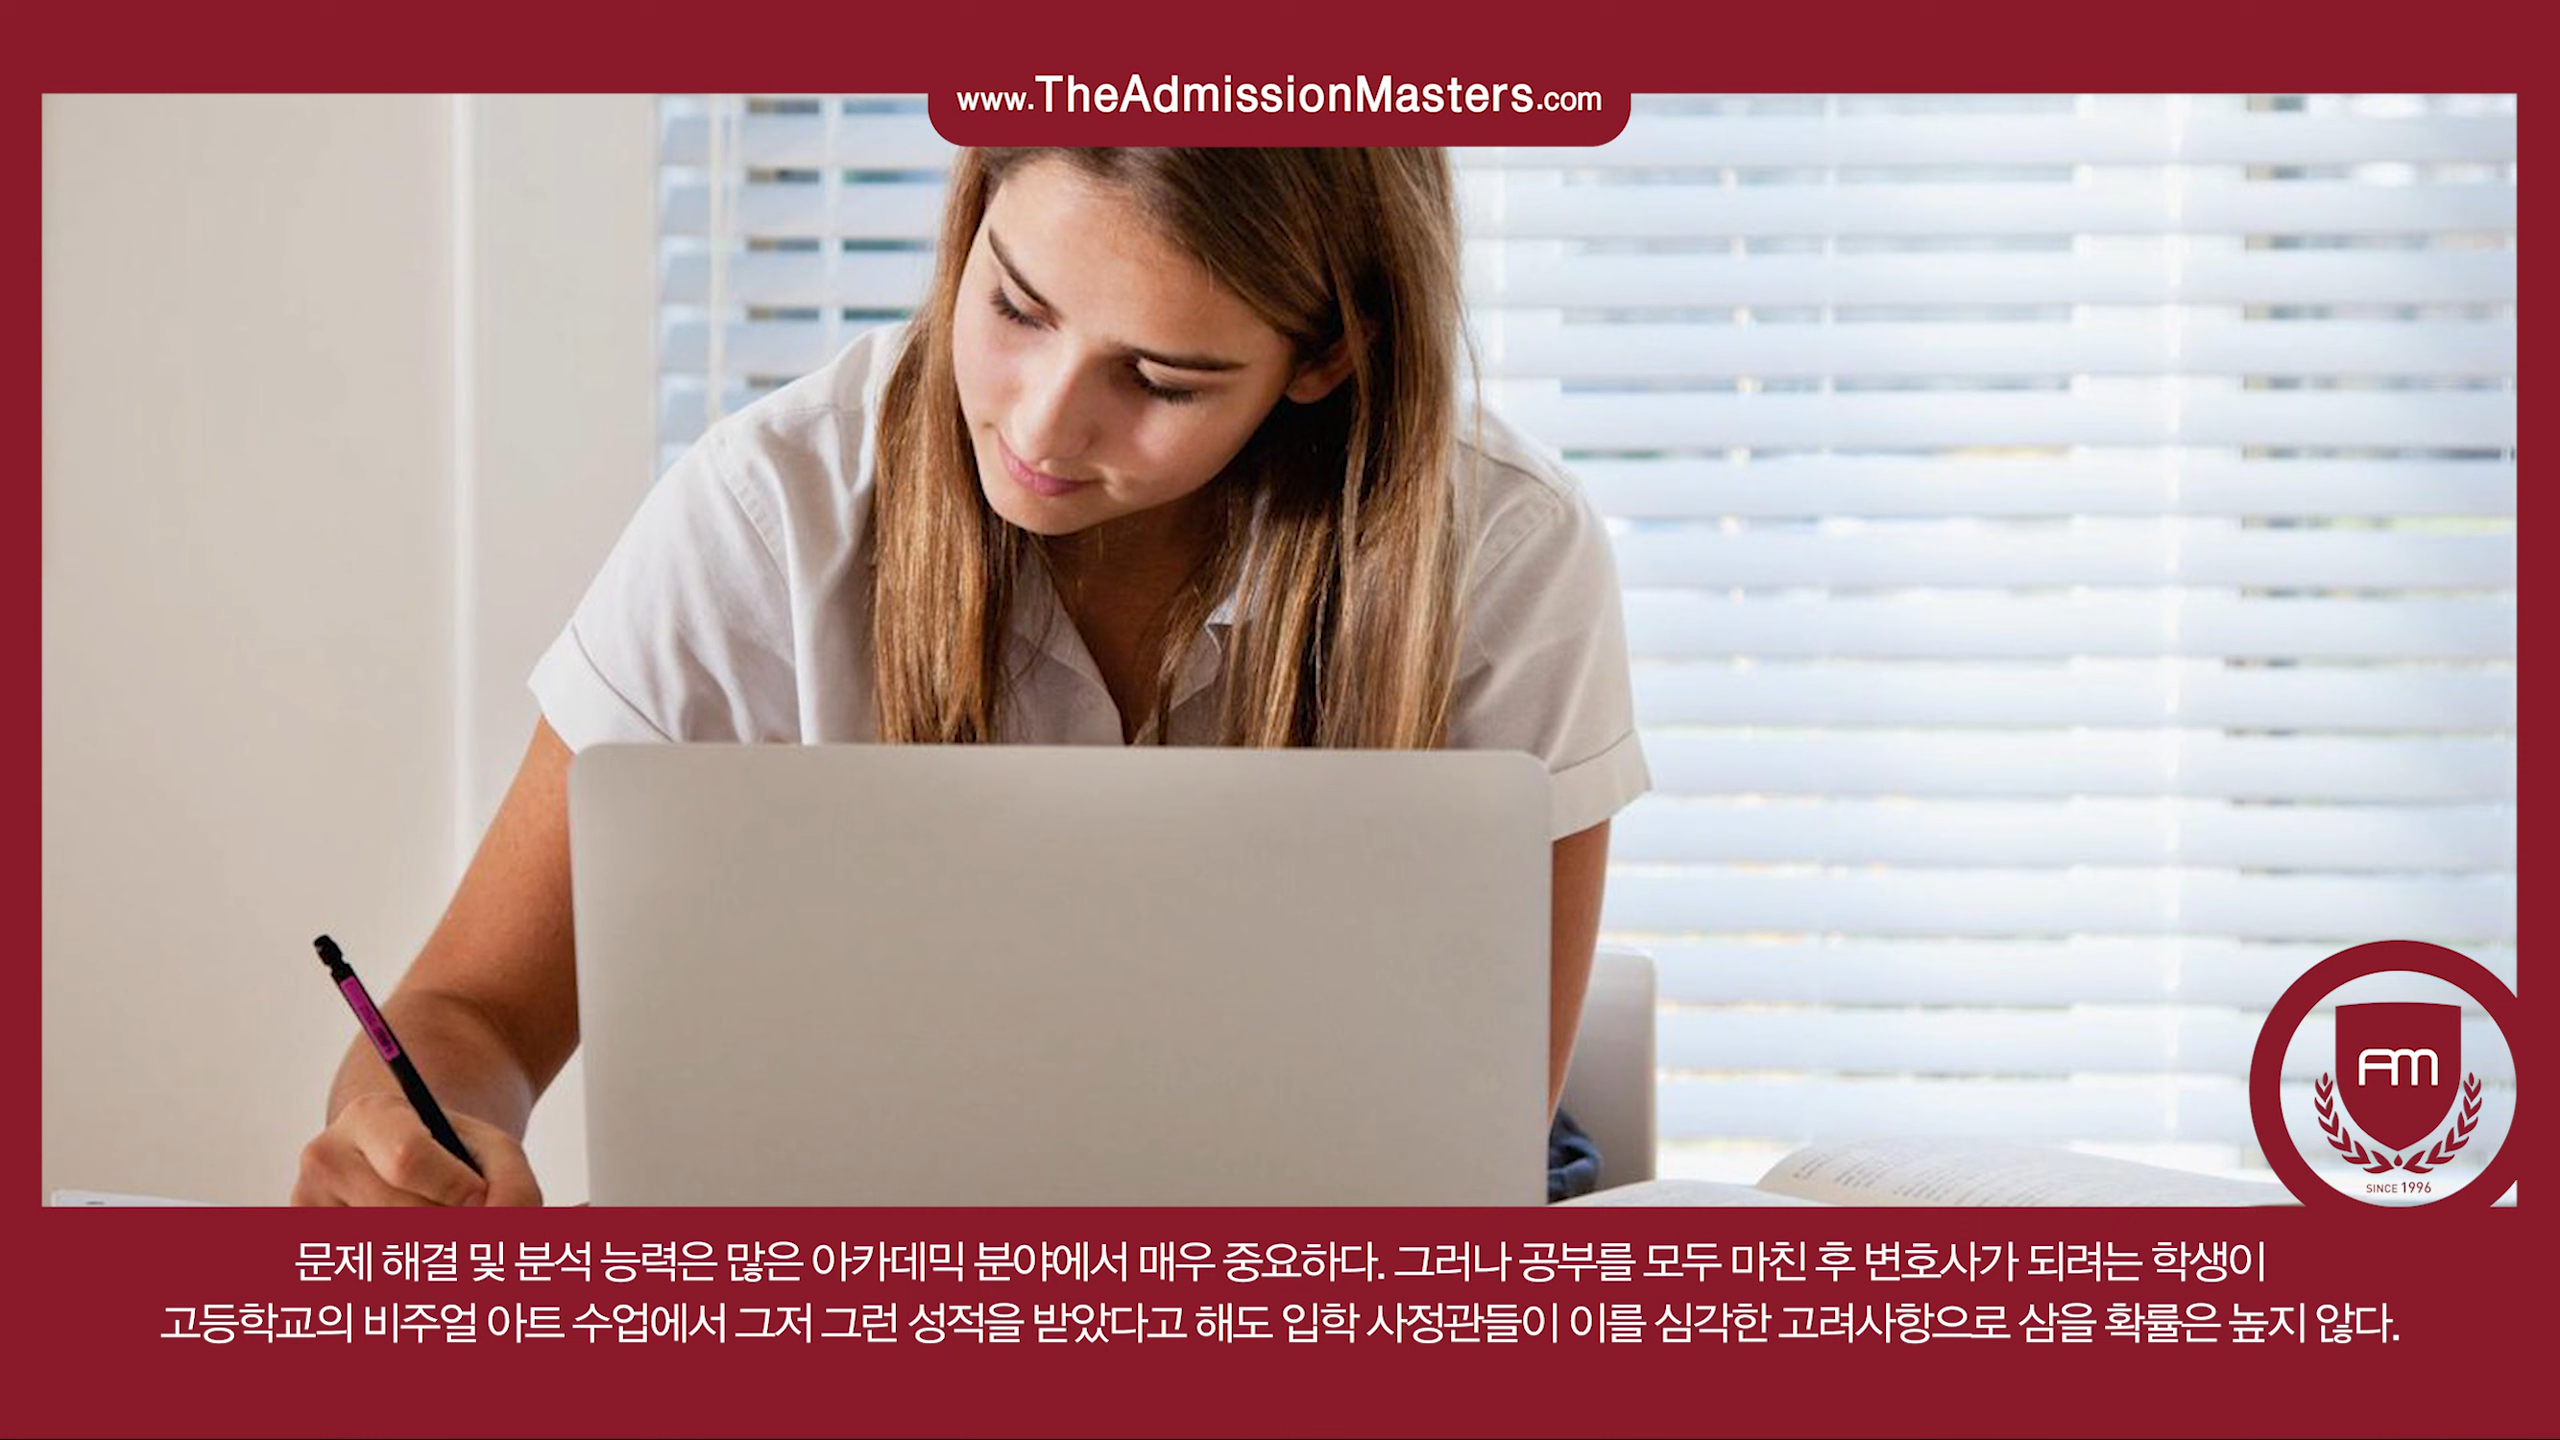 www.TheAdmissionMasters.com
AM
SINCE 1996
문제 해결 및 분석 능력은 많은 아카데믹 분야에서 매우 중요하다. 그러나 공부를 모두 마친 후 변호사가 되려는 학생이
고등학교의 비주얼 아트 수업에서 그저 그런 성적을 받았다고 해도 입학 사정관들이 이를 심각한 고려사항으로 삼을 확률은 높지 않다.